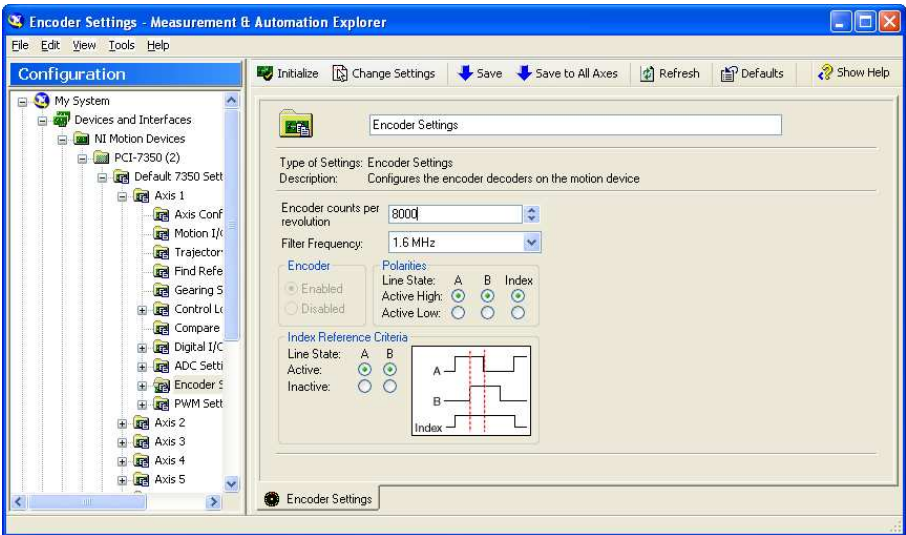 Encoder Settings - Measurement & Automation Explorer
File Edit View Tools Help
Configuration
My System
Devices and Interfaces
NI Motion Devices
PCI-7350 (2)
Default 7350 Sett
Axis 1
Axis Conf
Motion I/
Trajector
Find Refe
Gearing S
Control Lo
Compare
Digital I/C
ADC Setti
Encoder S
PWM Sett
Axis 2
Axis 3
Axis 4
Axis 5
Initialize Change Settings Save Save to All Axes Refresh Defaults Show Help
Encoder Settings
Type of Settings: Encoder Settings
Description: Configures the encoder decoders on the motion device
Encoder counts per revolution 8000
Filter Frequency: 1.6 MHz
Encoder
Enabled
Disabled
Polarities
Line State: A B Index
Active High:
Active Low:
Index Reference Criteria
Line State: A B
Active:
Inactive:
A
B
Index
Encoder Settings